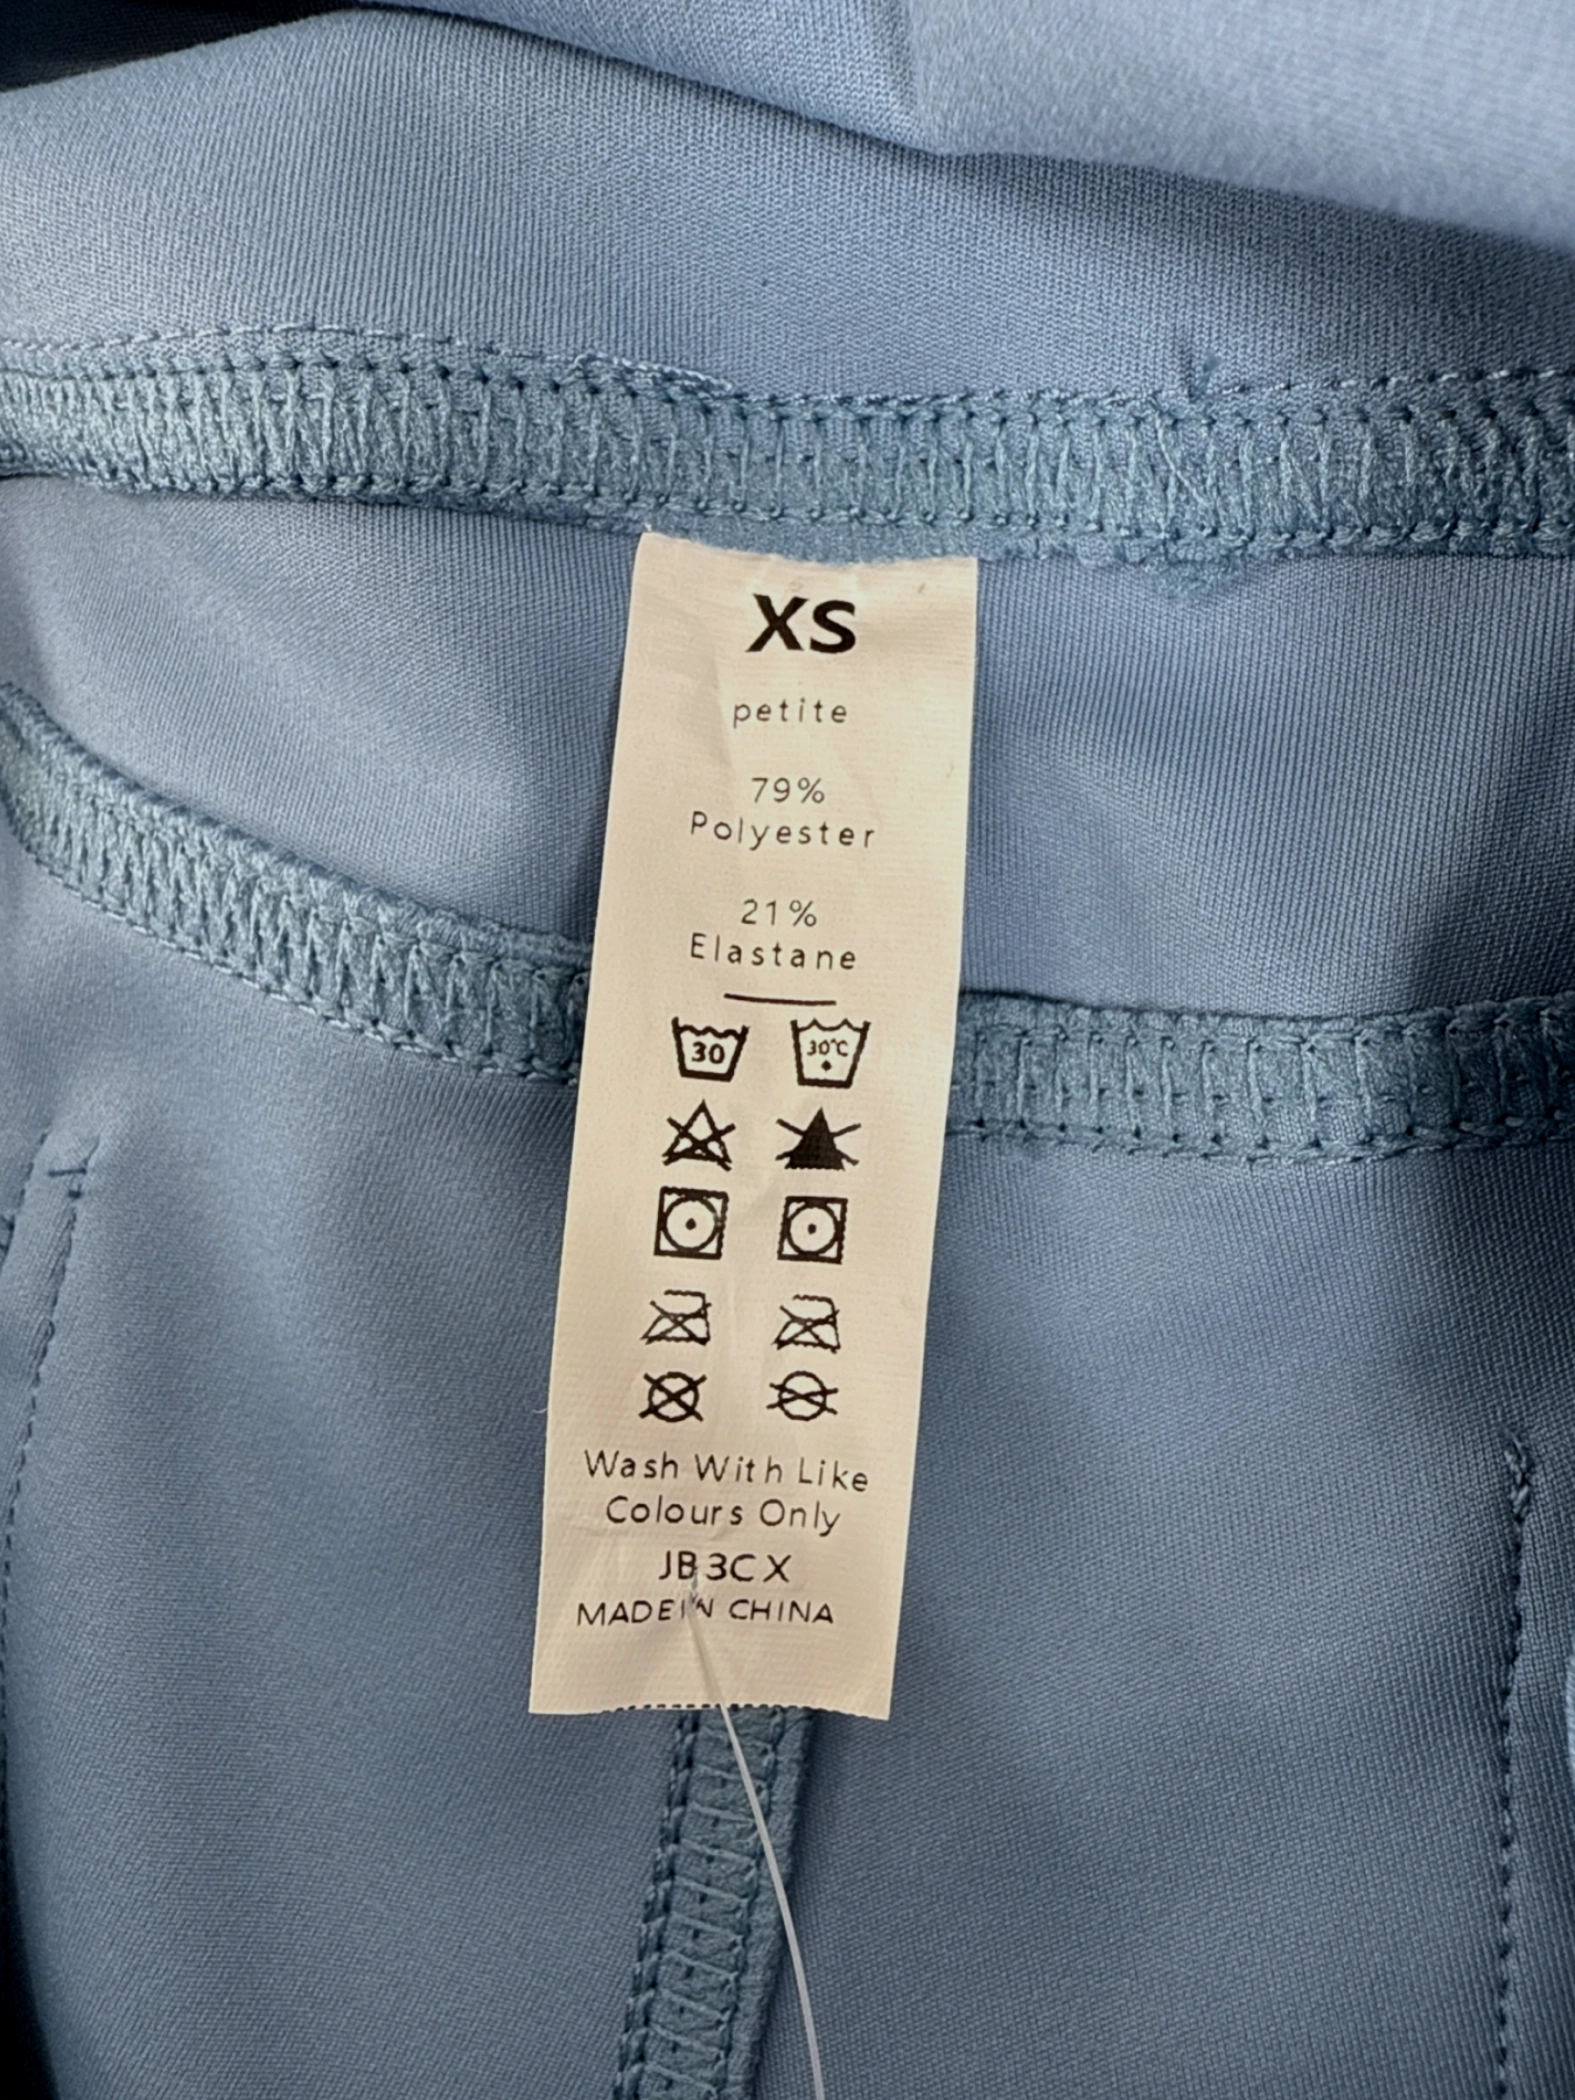 XS
petite
79%
Polyester
21%
Elastane
30 30°C
Wash With Like
Colours Only
JB3CX
MADE IN CHINA